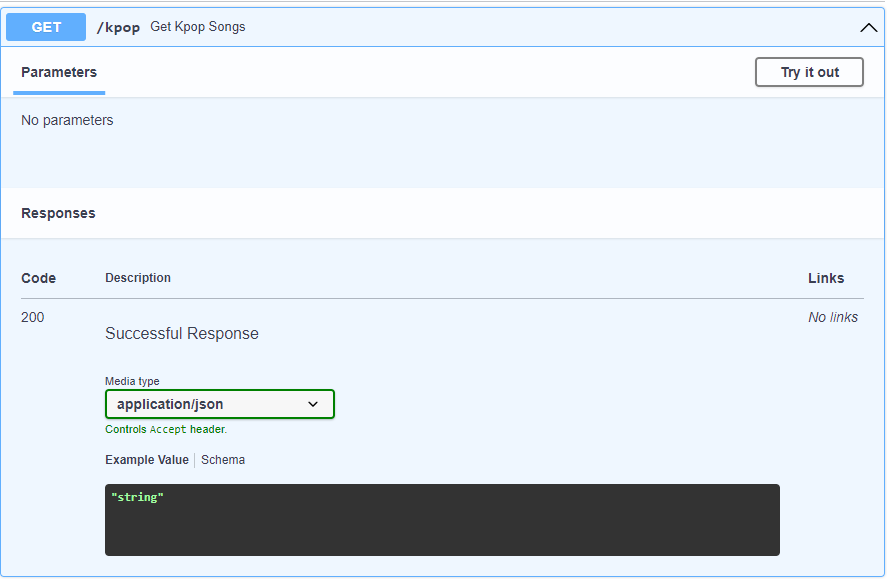 GET /kpop Get Kpop Songs
Parameters Try it out
No parameters
Responses
Code Description Links
200 Successful Response No links
Media type
application/json
Controls Accept header.
Example Value Schema
"string"